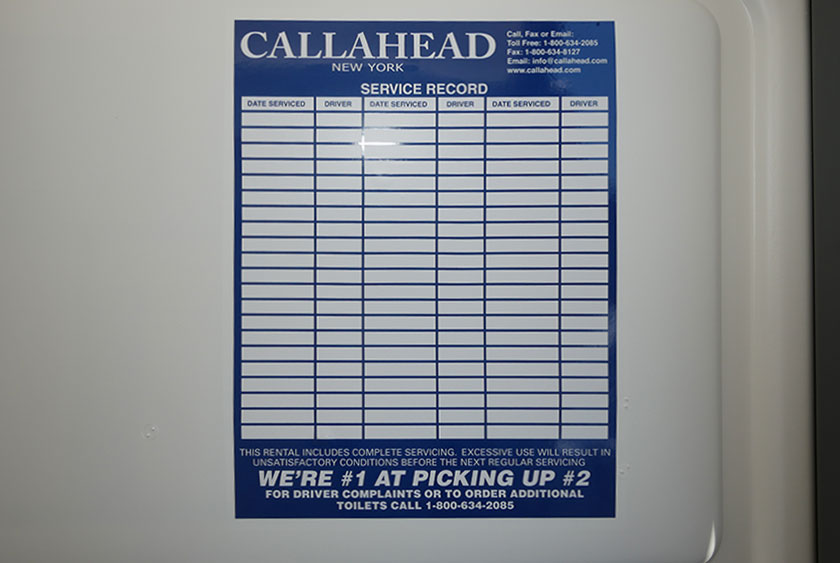 CALLAHEAD
NEW YORK
Call, Fax or Email:
Toll Free: 1-800-634-2085
Fax: 1-800-634-8127
Email: info@callahead.com
www.callahead.com
SERVICE RECORD
DATE SERVICED DRIVER DATE SERVICED DRIVER DATE SERVICED DRIVER
THIS RENTAL INCLUDES COMPLETE SERVICING. EXCESSIVE USE WILL RESULT IN
UNSATISFACTORY CONDITIONS BEFORE THE NEXT REGULAR SERVICING
WE'RE #1 AT PICKING UP #2
FOR DRIVER COMPLAINTS OR TO ORDER ADDITIONAL
TOILETS CALL 1-800-634-2085